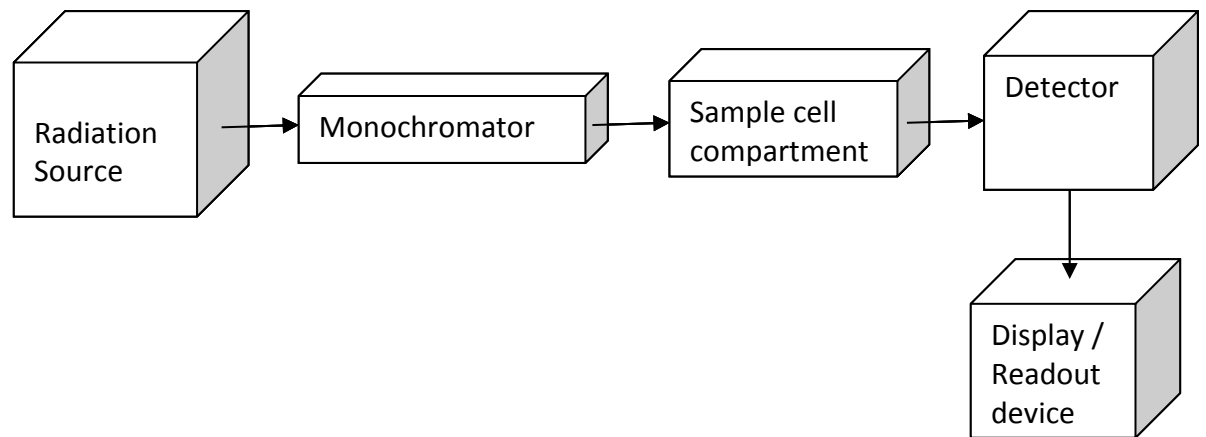 Radiation
Source
Monochromator
Sample cell
compartment
Detector
Display /
Readout
device